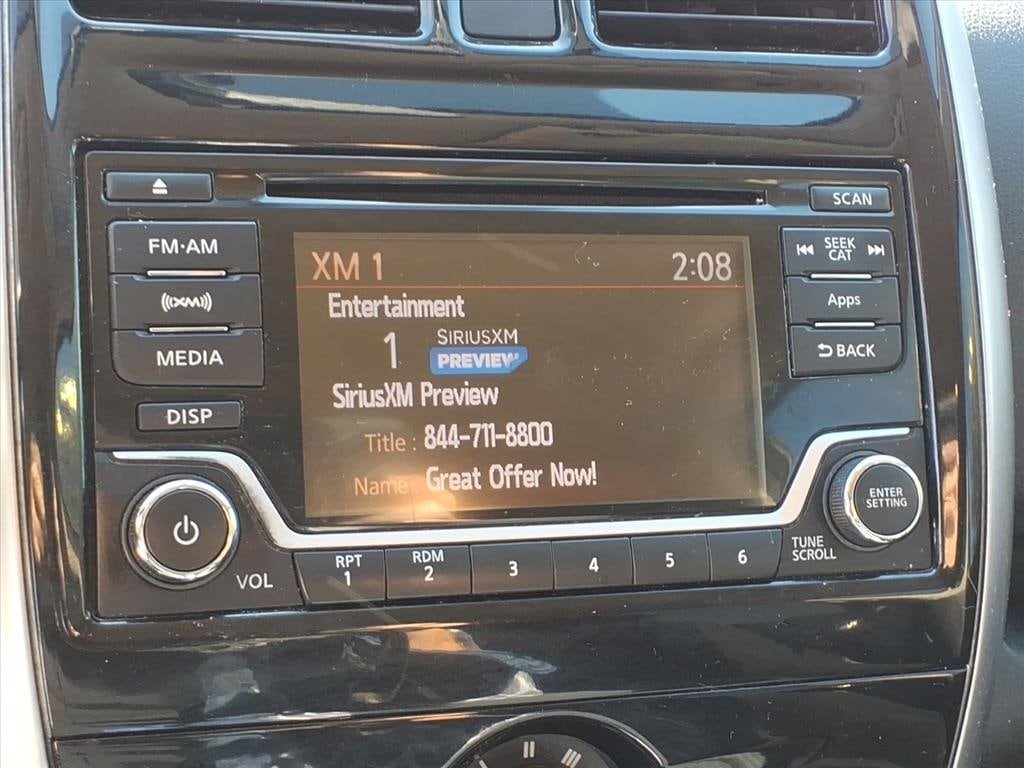 SCAN
FM·AM
SEEK
CAT
XM 1 2:08
Entertainment
XM
Apps
1 SIRIUSXM
PREVIEW
MEDIA
BACK
SiriusXM Preview
DISP
Title : 844-711-8800
Name : Great Offer Now!
ENTER
SETTING
TUNE
SCROLL
VOL
RPT
1
RDM
2
3
4
5
6